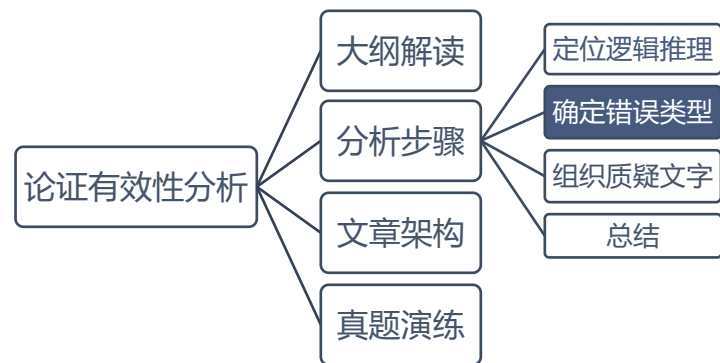 论证有效性分析
大纲解读
分析步骤
定位逻辑推理
确定错误类型
组织质疑文字
总结
文章架构
真题演练